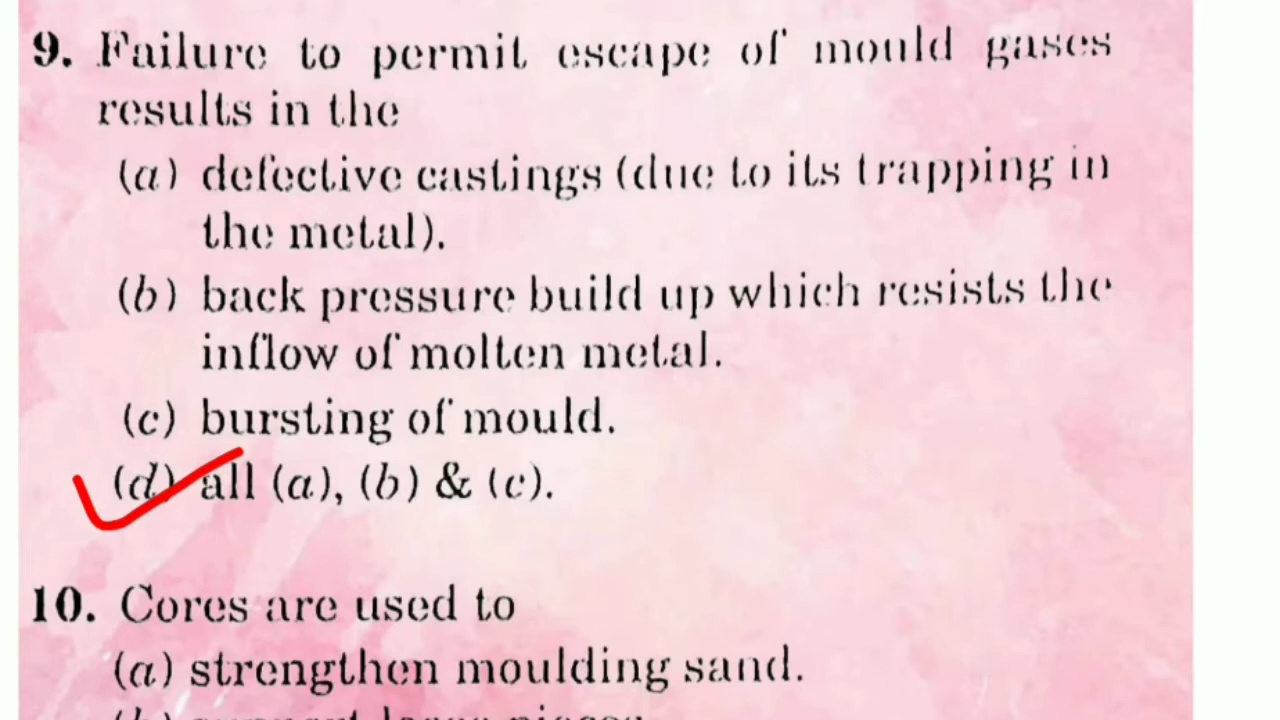 9. Failure to permit escape of mould gases
results in the
(a) defective castings (due to its trapping in
the metal).
(b) back pressure build up which resists the
inflow of molten metal.
(c) bursting of mould.
(d) all (a), (b) & (c).
10. Cores are used to
(a) strengthen moulding sand.